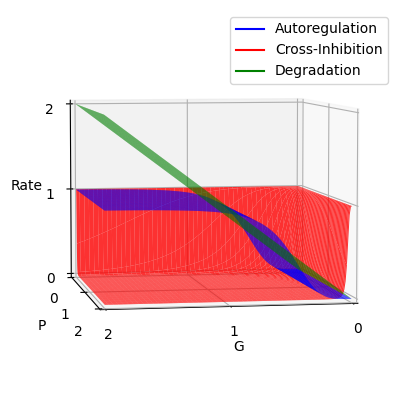 Autoregulation
Cross-Inhibition
Degradation
2
Rate 1
0
0
1
P 2
2 1 0
G